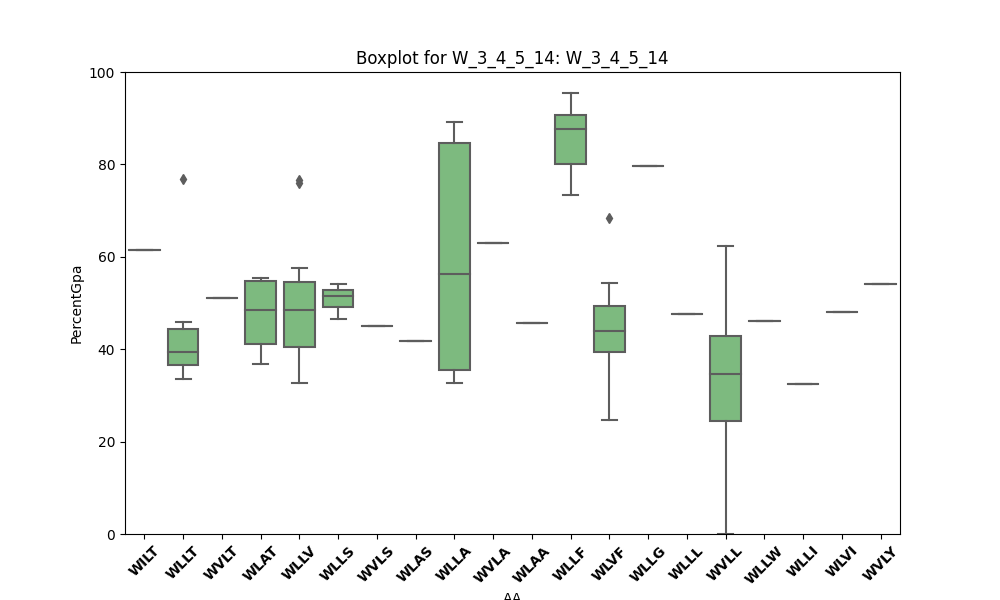 Boxplot for W_3_4_5_14: W_3_4_5_14
100
80
60
40
20
0
PercentGpa
WILT WLLT WVLT WLAT WLLV WLLS WVLS WLAS WLLA WVLA WLAA WLLF WLVF WLLG WLLL WVLL WLLW WLLI WLVI WVLY
AA